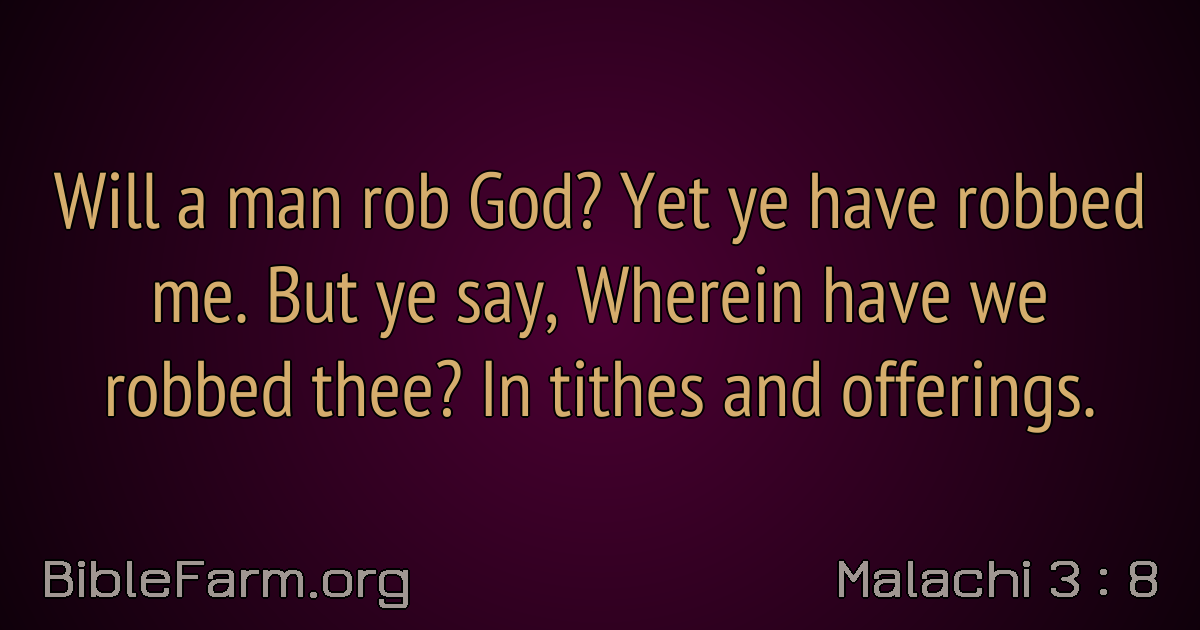 Will a man rob God? Yet ye have robbed
me. But ye say, Wherein have we
robbed thee? In tithes and offerings.
BibleFarm.org
Malachi 3 : 8